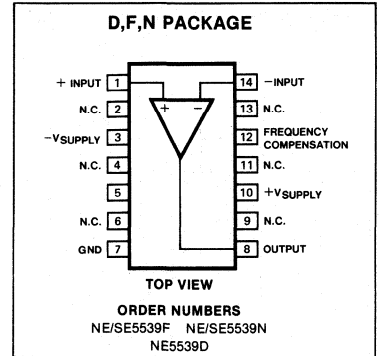 D,F,N PACKAGE
+ INPUT 1 14 −INPUT
N.C. 2 13 N.C.
−VSUPPLY 3 12 FREQUENCY COMPENSATION
N.C. 4 11 N.C.
5 10 +VSUPPLY
N.C. 6 9 N.C.
GND 7 8 OUTPUT
+ −
TOP VIEW
ORDER NUMBERS
NE/SE5539F NE/SE5539N
NE5539D